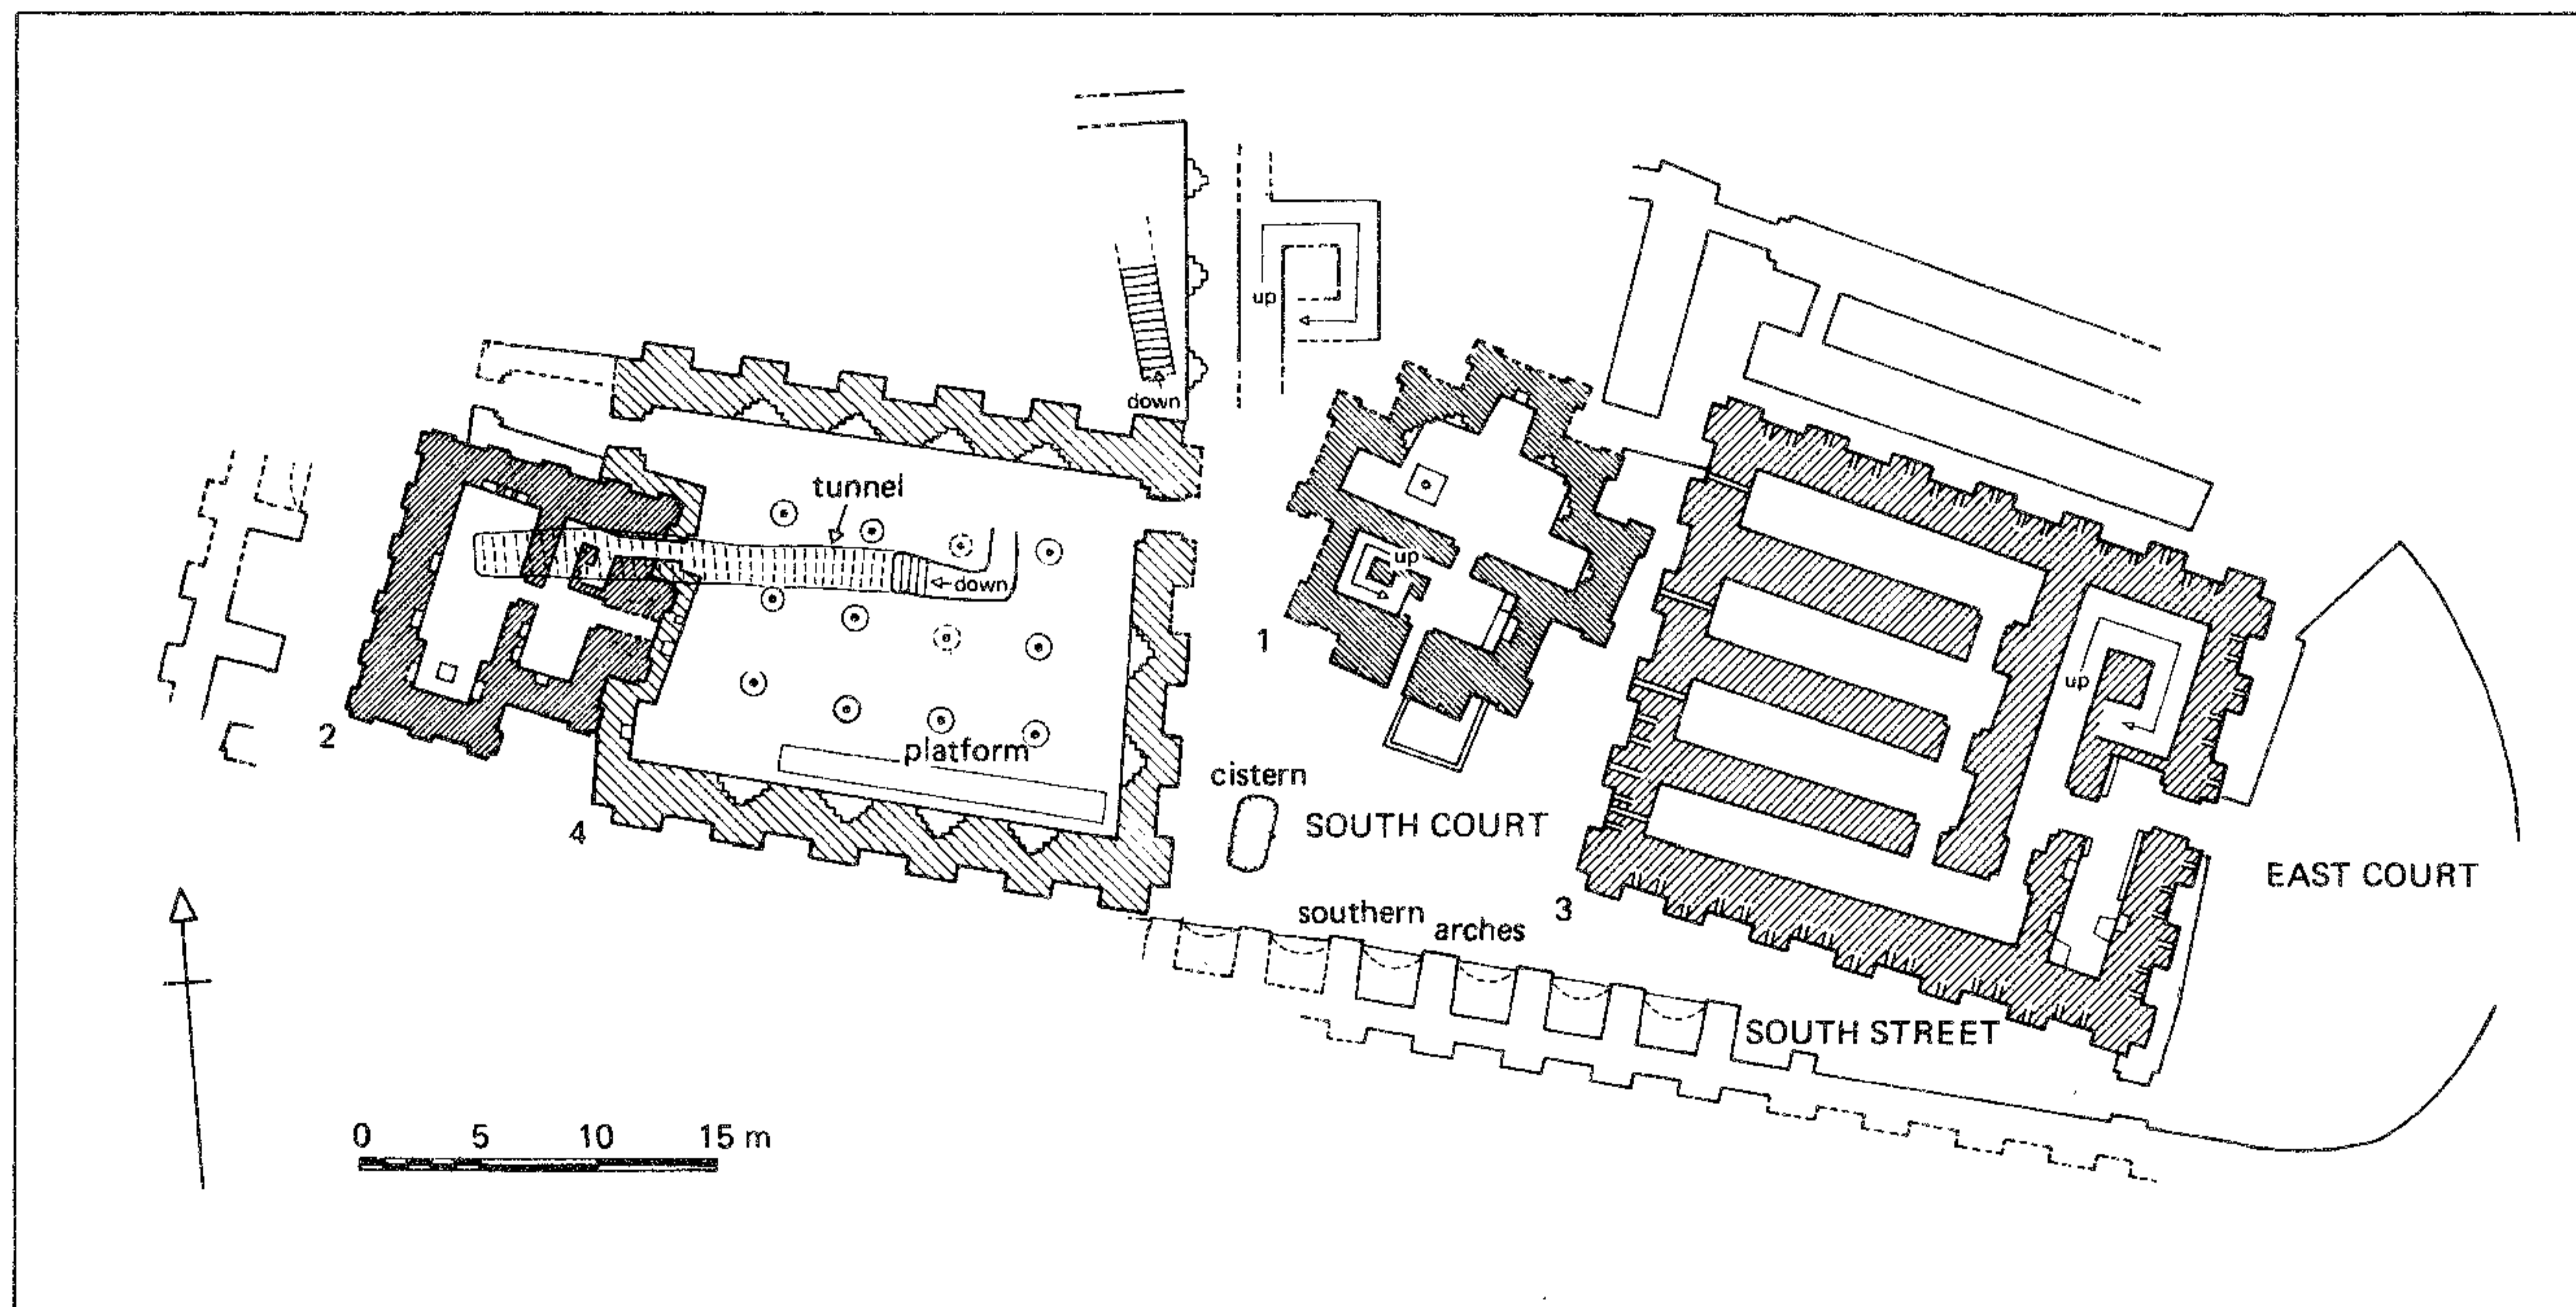 up
down
tunnel
down
up
1
up
platform
2
cistern
4
SOUTH COURT
EAST COURT
southern
arches
3
SOUTH STREET
0 5 10 15 m